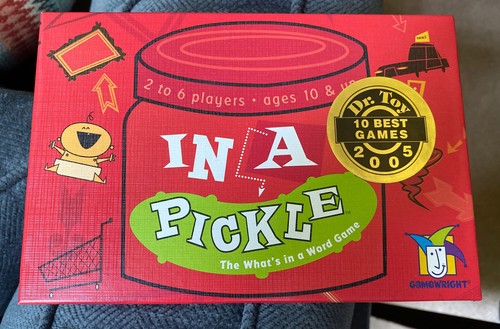 2 to 6 players • ages 10 & up
Dr. Toy
10 BEST
GAMES
2005
IN A
PICKLE
The What's in a Word Game
GAMEWRIGHT